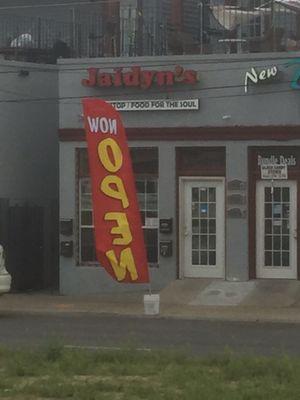 Jaidyn's
STOP / FOOD FOR THE SOUL
New
NOW
OPEN
Bundle Deals